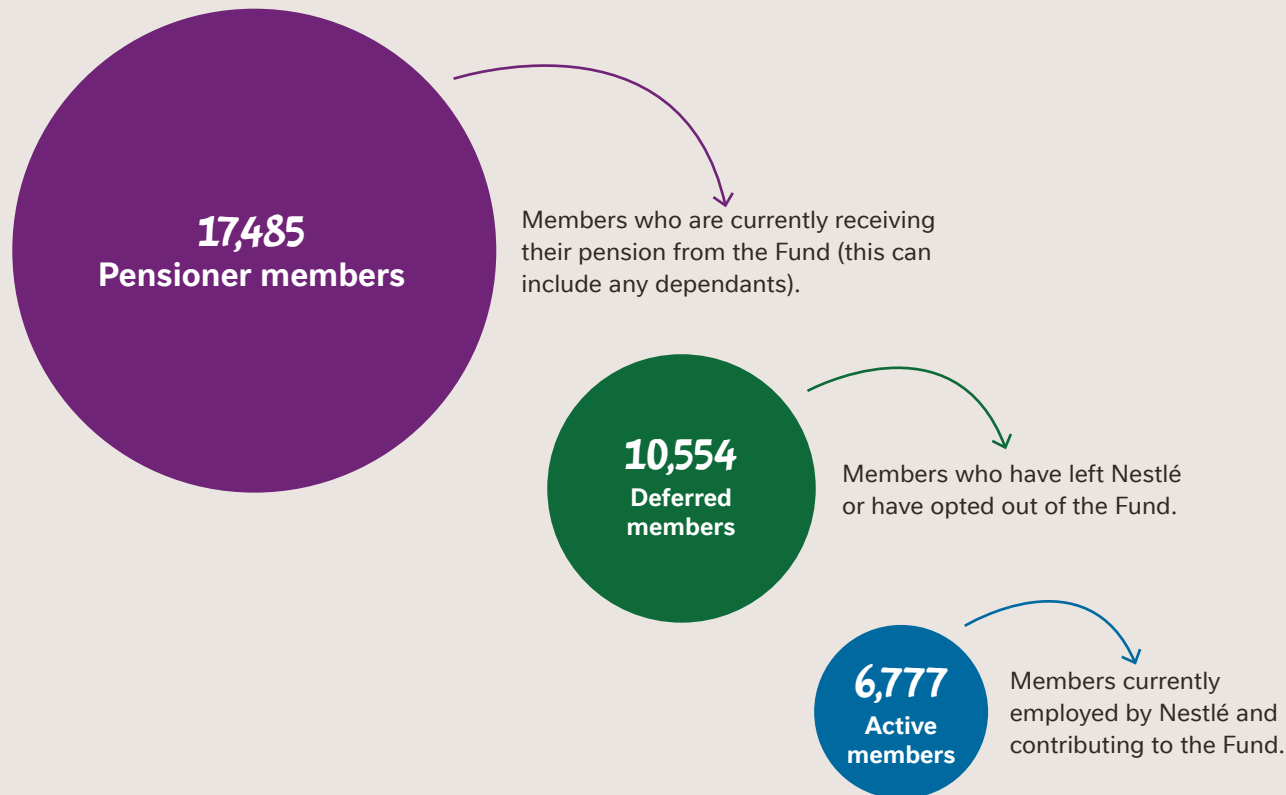 17,485
Pensioner members
Members who are currently receiving
their pension from the Fund (this can
include any dependants).
10,554
Deferred
members
Members who have left Nestlé
or have opted out of the Fund.
6,777
Active
members
Members currently
employed by Nestlé and
contributing to the Fund.